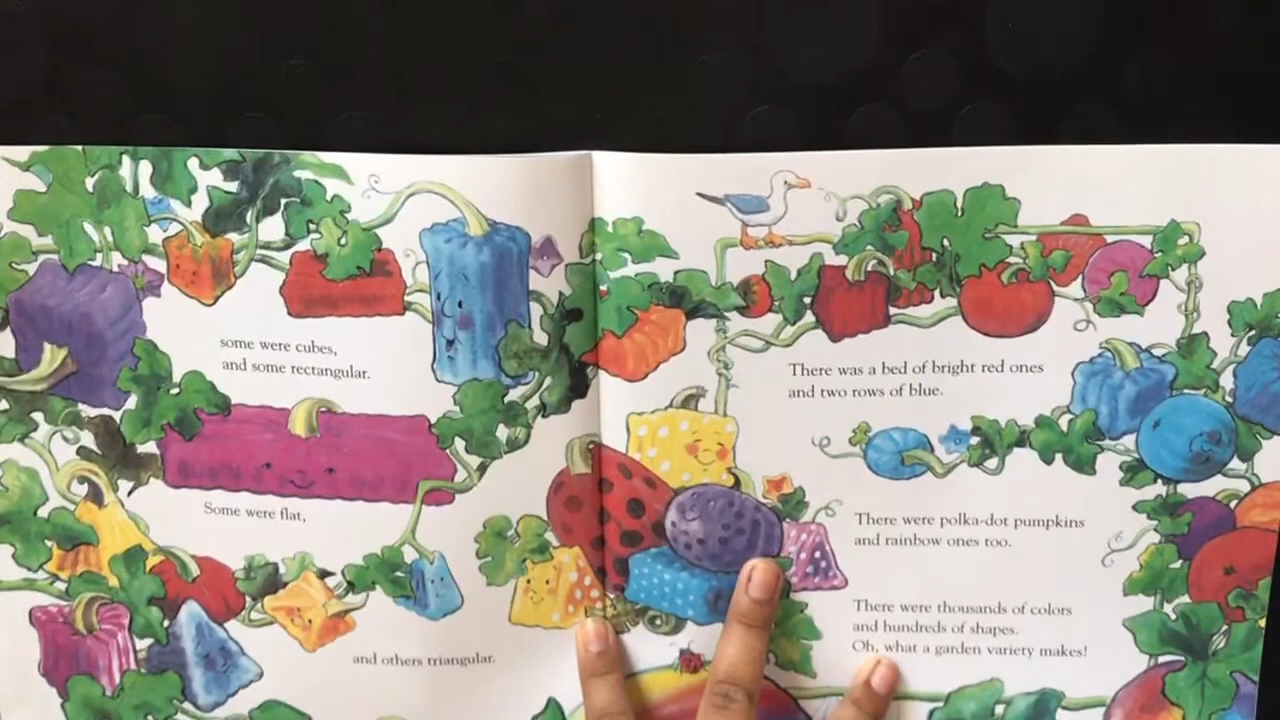 some were cubes,
and some rectangular.
Some were flat,
and others triangular.
There was a bed of bright red ones
and two rows of blue.
There were polka-dot pumpkins
and rainbow ones too.
There were thousands of colors
and hundreds of shapes.
Oh, what a garden variety makes!